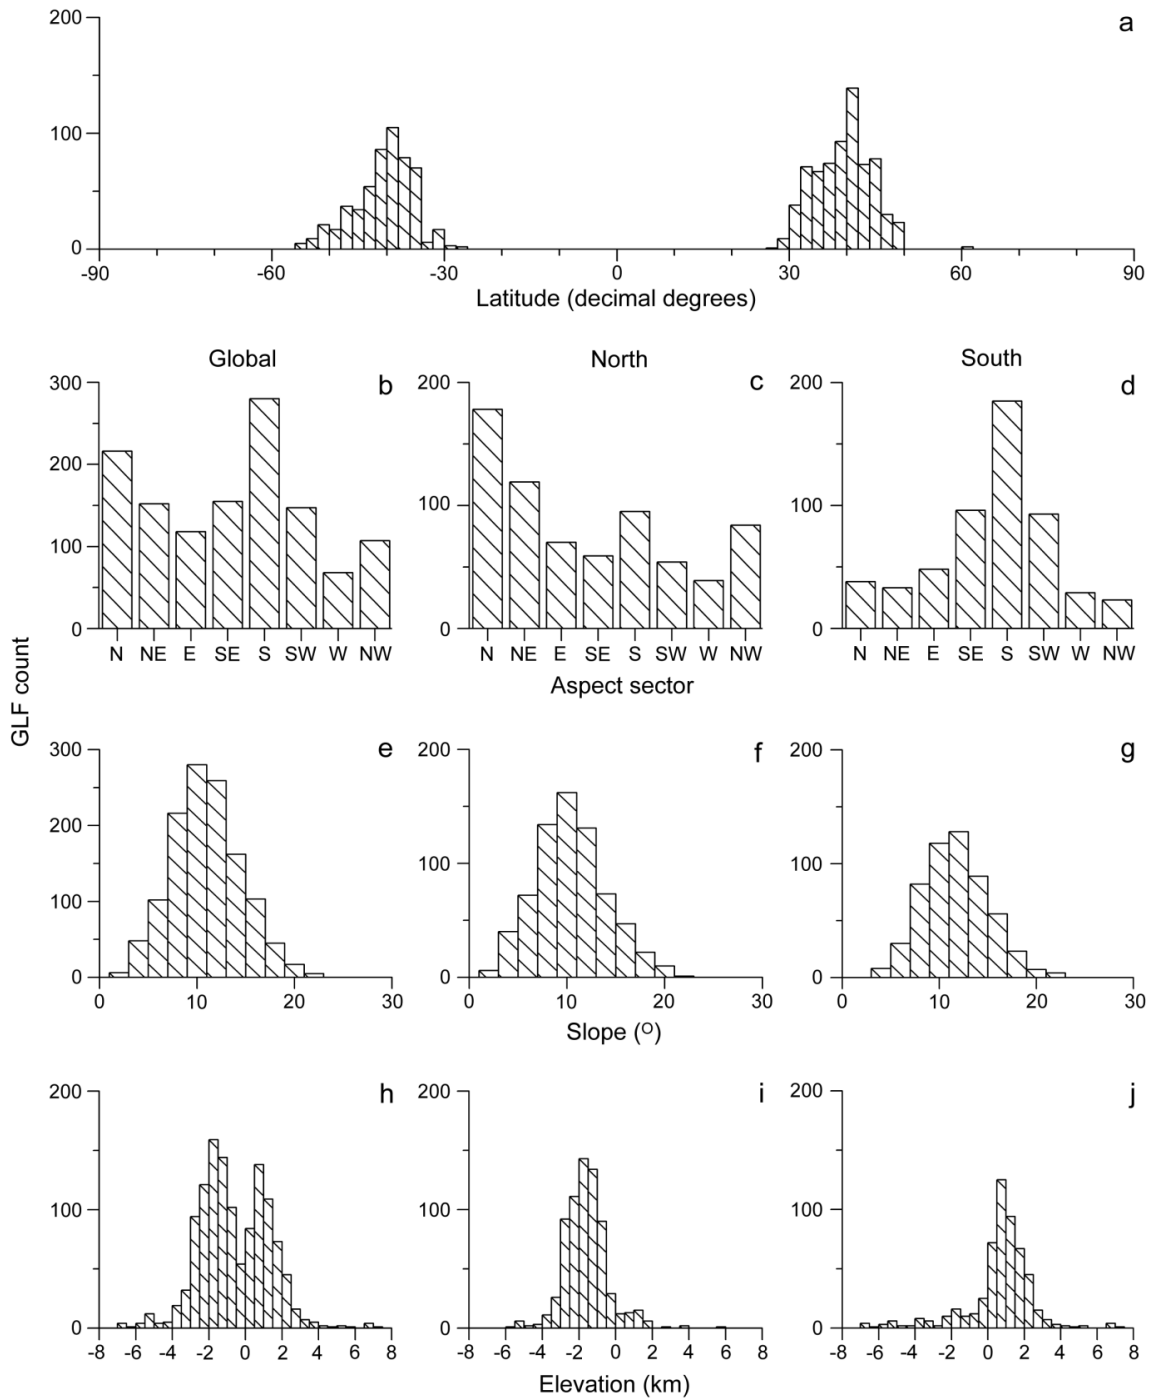 200 a
100
0
-90 -60 -30 0 30 60 90
Latitude (decimal degrees)
Global North South
300 b 200 c 200 d
200
100 100 100
0 0 0
N NE E SE S SW W NW N NE E SE S SW W NW N NE E SE S SW W NW
Aspect sector
GLF count
300 e 200 f 200 g
200
100 100 100
0 0 0
0 10 20 30 0 10 20 30 0 10 20 30
Slope (O)
200 h 200 i 200 j
100 100 100
0 0 0
-8 -6 -4 -2 0 2 4 6 8 -8 -6 -4 -2 0 2 4 6 8 -8 -6 -4 -2 0 2 4 6 8
Elevation (km)